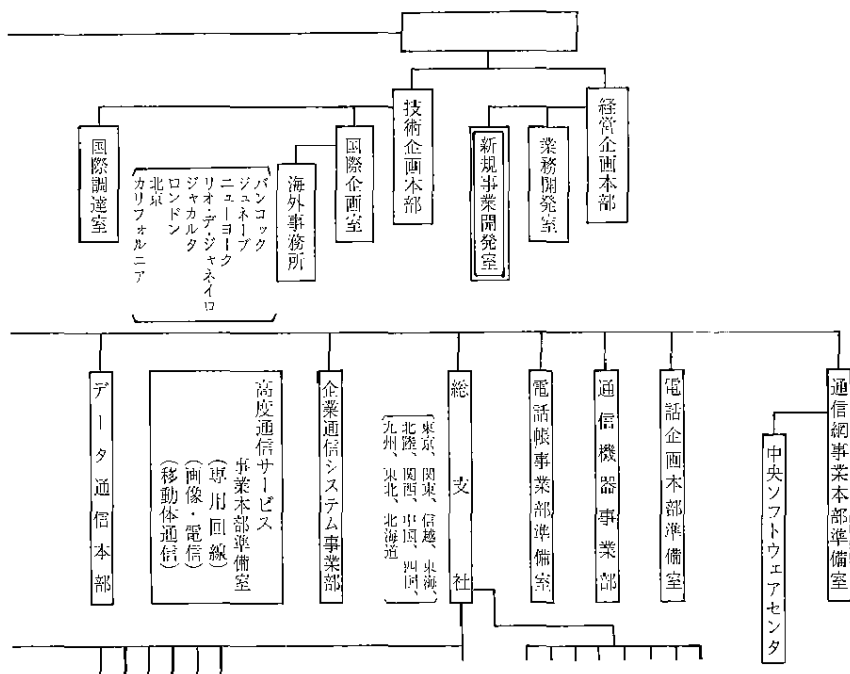 経営企画本部
業務開発室
新規事業開発室
技術企画本部
国際企画室
海外事務所
バンコック
ジュネーブ
ニューヨーク
リオ・デ・ジャネイロ
ジャカルタ
ロンドン
北京
カリフォルニア
国際調達室
通信網事業本部準備室
中央ソフトウェアセンタ
電話企画本部準備室
通信機器事業部
電話帳事業部準備室
総支社
東京、関東、信越、東海、
北陸、関西、中国、四国、
九州、東北、北海道
企業通信システム事業部
高度通信サービス
事業本部準備室
(専用回線)
(画像・電信)
(移動体通信)
データ通信本部